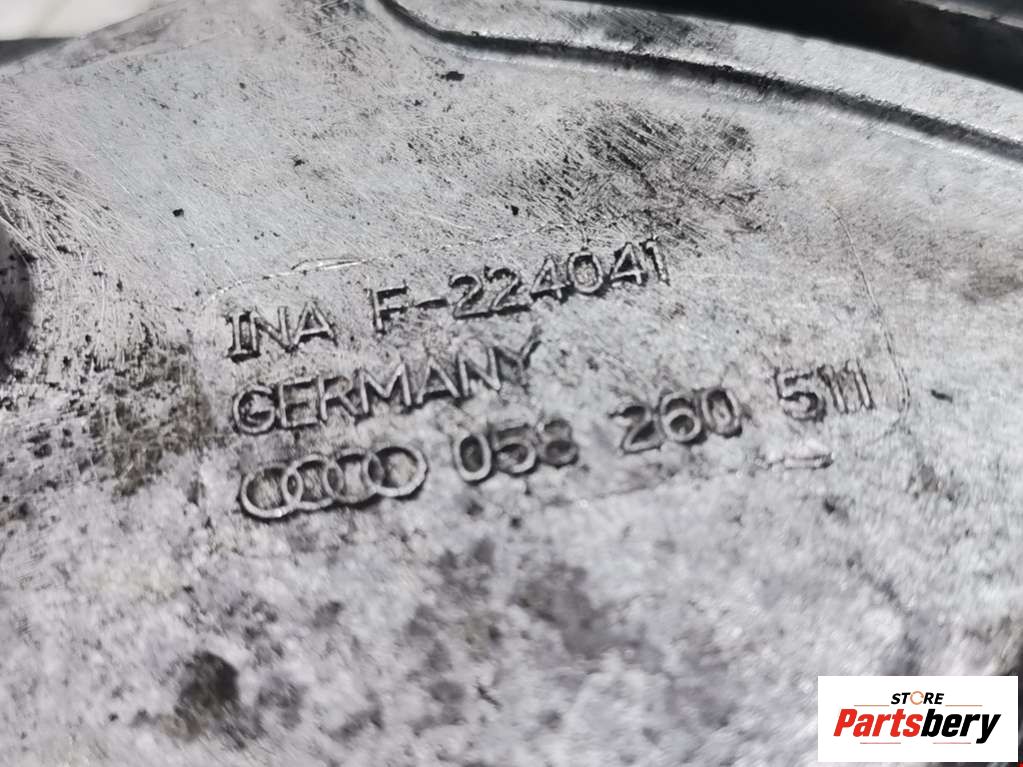 INA F-224041
GERMANY
058 260 511
STORE
Partsbery